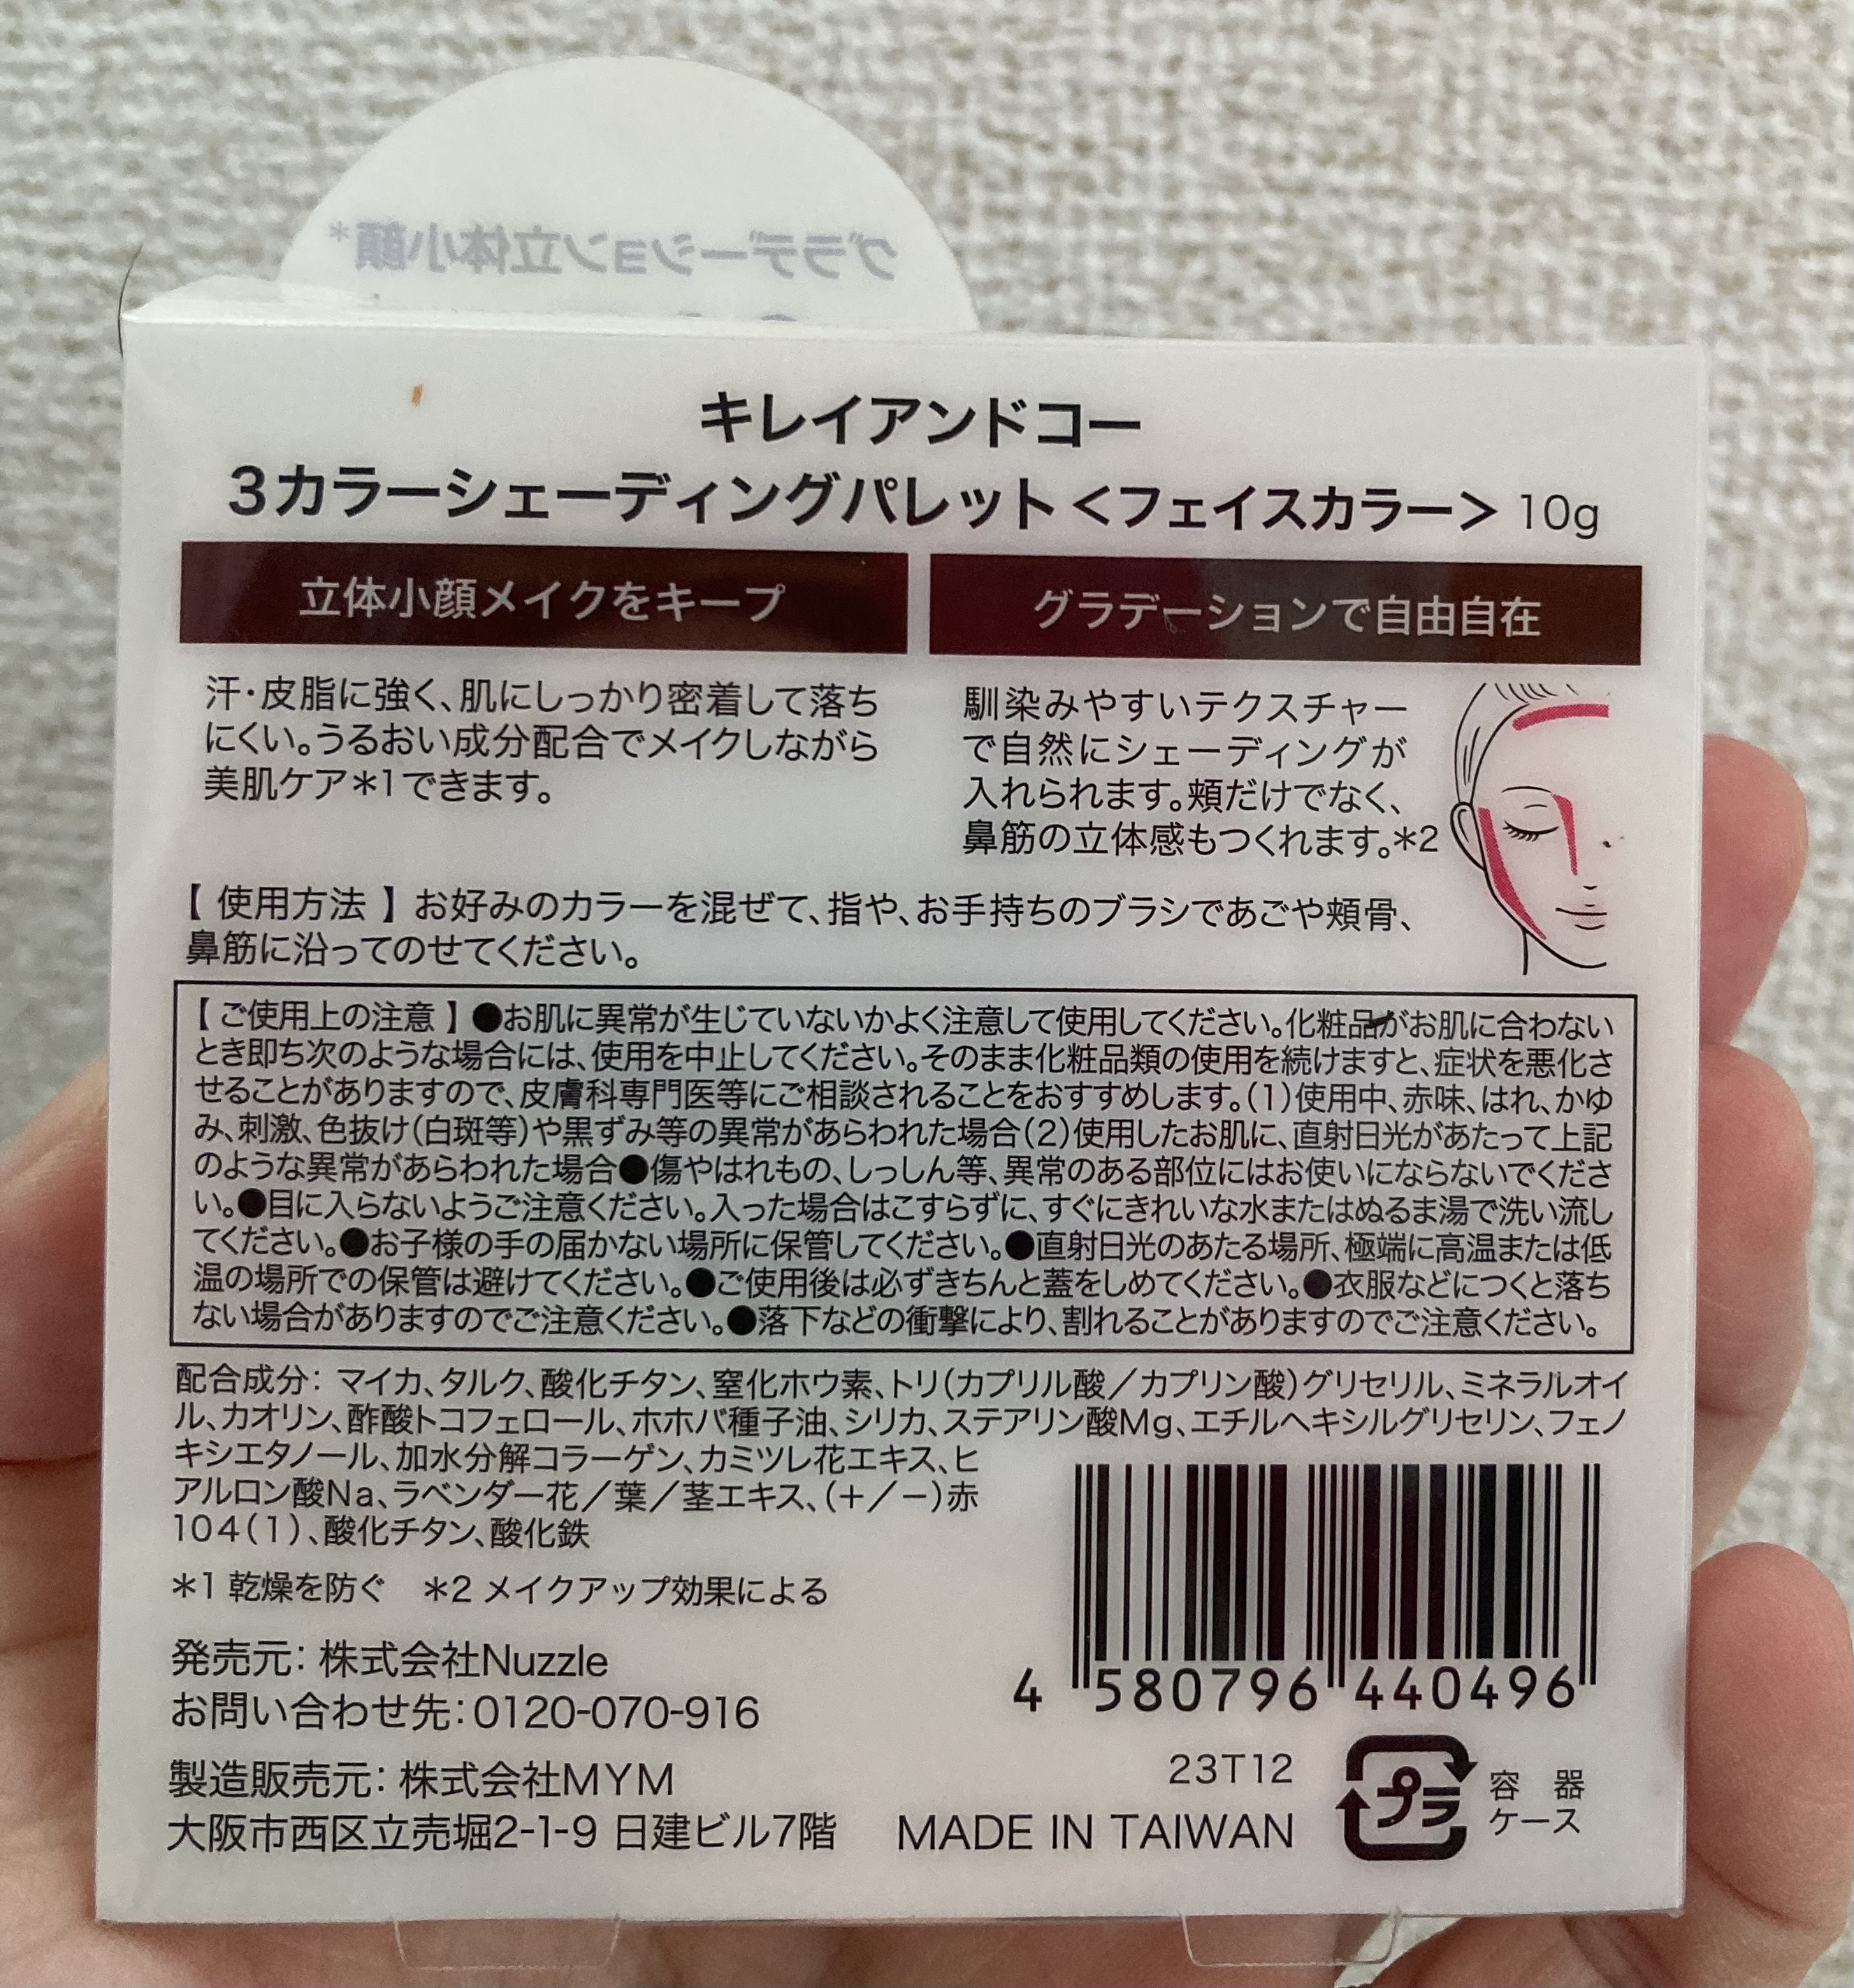 グラデーション立体小顔*
キレイアンドコー
3カラーシェーディングパレット＜フェイスカラー＞ 10g
立体小顔メイクをキープ
汗・皮脂に強く、肌にしっかり密着して落ち
にくい。うるおい成分配合でメイクしながら
美肌ケア＊1できます。
グラデーションで自由自在
馴染みやすいテクスチャー
で自然にシェーディングが
入れられます。頬だけでなく、
鼻筋の立体感もつくれます。＊2
【 使用方法 】お好みのカラーを混ぜて、指や、お手持ちのブラシであごや頬骨、
鼻筋に沿ってのせてください。
【 ご使用上の注意 】●お肌に異常が生じていないかよく注意して使用してください。化粧品がお肌に合わない
とき即ち次のような場合には、使用を中止してください。そのまま化粧品類の使用を続けますと、症状を悪化さ
せることがありますので、皮膚科専門医等にご相談されることをおすすめします。（1）使用中、赤味、はれ、かゆ
み、刺激、色抜け（白斑等）や黒ずみ等の異常があらわれた場合（2）使用したお肌に、直射日光があたって上記
のような異常があらわれた場合●傷やはれもの、しっしん等、異常のある部位にはお使いにならないでくださ
い。●目に入らないようご注意ください。入った場合はこすらずに、すぐにきれいな水またはぬるま湯で洗い流し
てください。●お子様の手の届かない場所に保管してください。●直射日光のあたる場所、極端に高温または低
温の場所での保管は避けてください。●ご使用後は必ずきちんと蓋をしめてください。●衣服などにつくと落ち
ない場合がありますのでご注意ください。●落下などの衝撃により、割れることがありますのでご注意ください。
配合成分：マイカ、タルク、酸化チタン、窒化ホウ素、トリ（カプリル酸／カプリン酸）グリセリル、ミネラルオイ
ル、カオリン、酢酸トコフェロール、ホホバ種子油、シリカ、ステアリン酸Mg、エチルヘキシルグリセリン、フェノ
キシエタノール、加水分解コラーゲン、カミツレ花エキス、ヒ
アルロン酸Na、ラベンダー花／葉／茎エキス、（＋／－）赤
104（1）、酸化チタン、酸化鉄
＊1 乾燥を防ぐ ＊2 メイクアップ効果による
発売元：株式会社Nuzzle
お問い合わせ先：0120-070-916
製造販売元：株式会社MYM
大阪市西区立売堀2-1-9 日建ビル7階
4 580796 440496
23T12
MADE IN TAIWAN
プラ
容 器
ケース